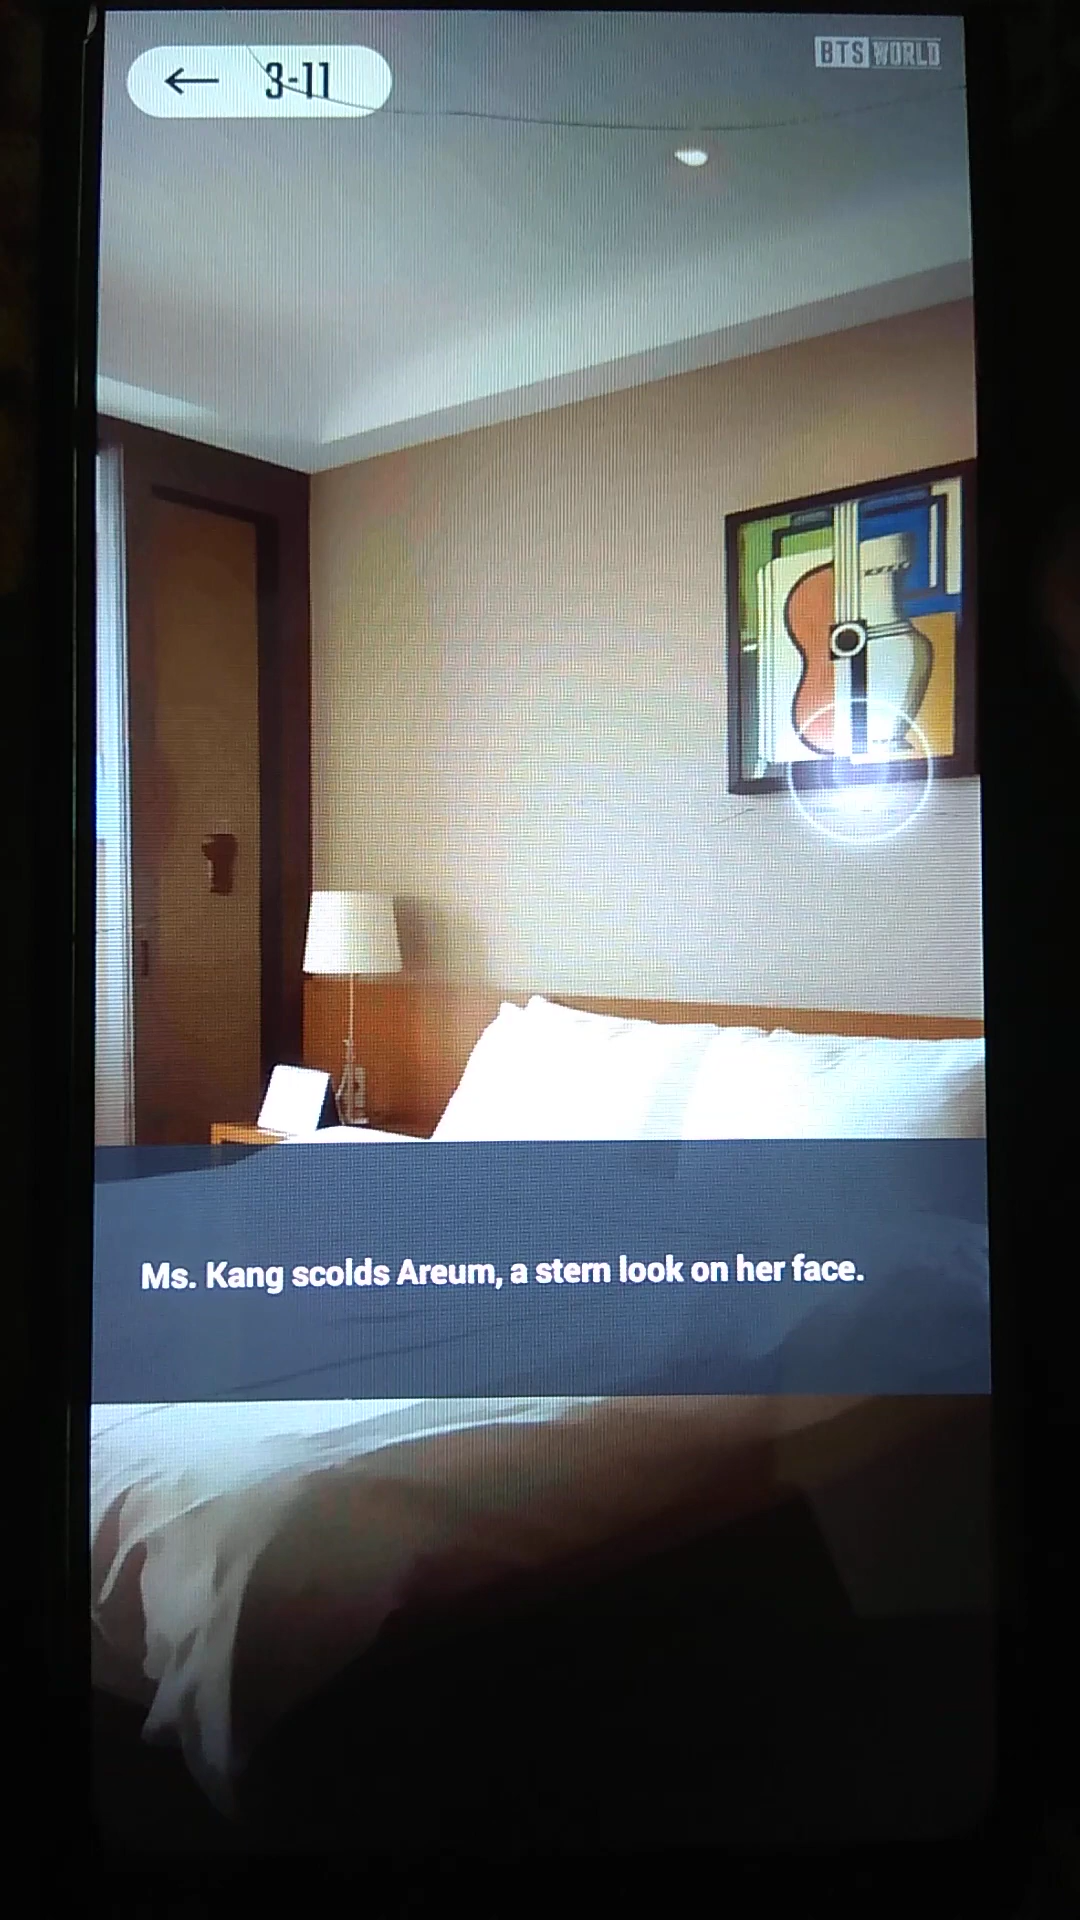 3-11
BTS WORLD
Ms. Kang scolds Areum, a stern look on her face.